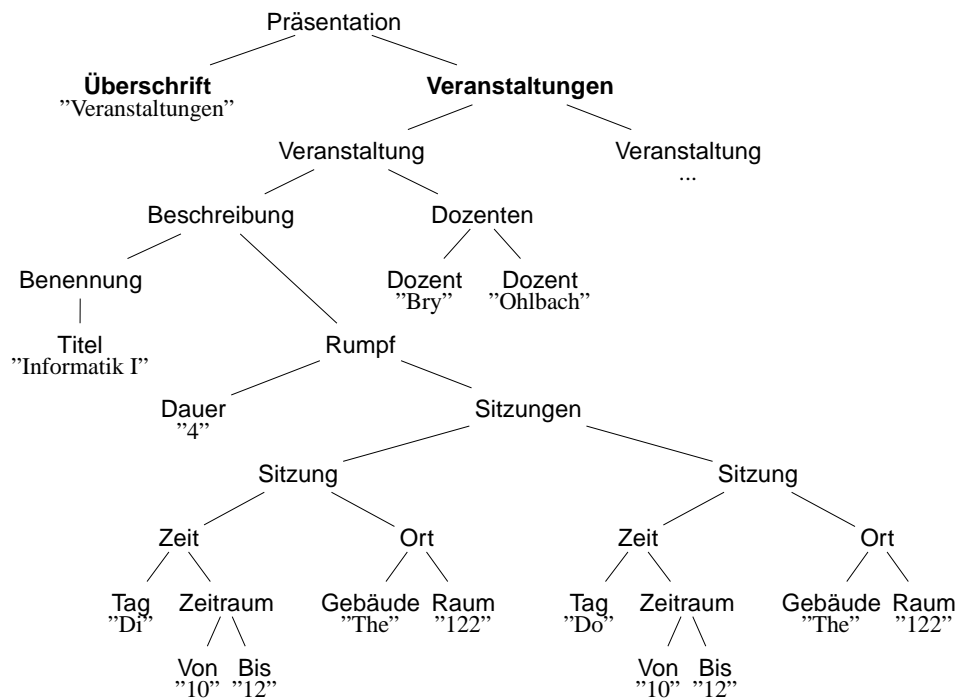 Präsentation
Überschrift Veranstaltungen
”Veranstaltungen”
Veranstaltung Veranstaltung
...
Beschreibung Dozenten
Benennung Dozent Dozent
”Bry” ”Ohlbach”
Titel Rumpf
”Informatik I”
Dauer Sitzungen
”4”
Sitzung Sitzung
Zeit Ort Zeit Ort
Tag Zeitraum Gebäude Raum Tag Zeitraum Gebäude Raum
”Di” ”The” ”122” ”Do” ”The” ”122”
Von Bis Von Bis
”10” ”12” ”10” ”12”